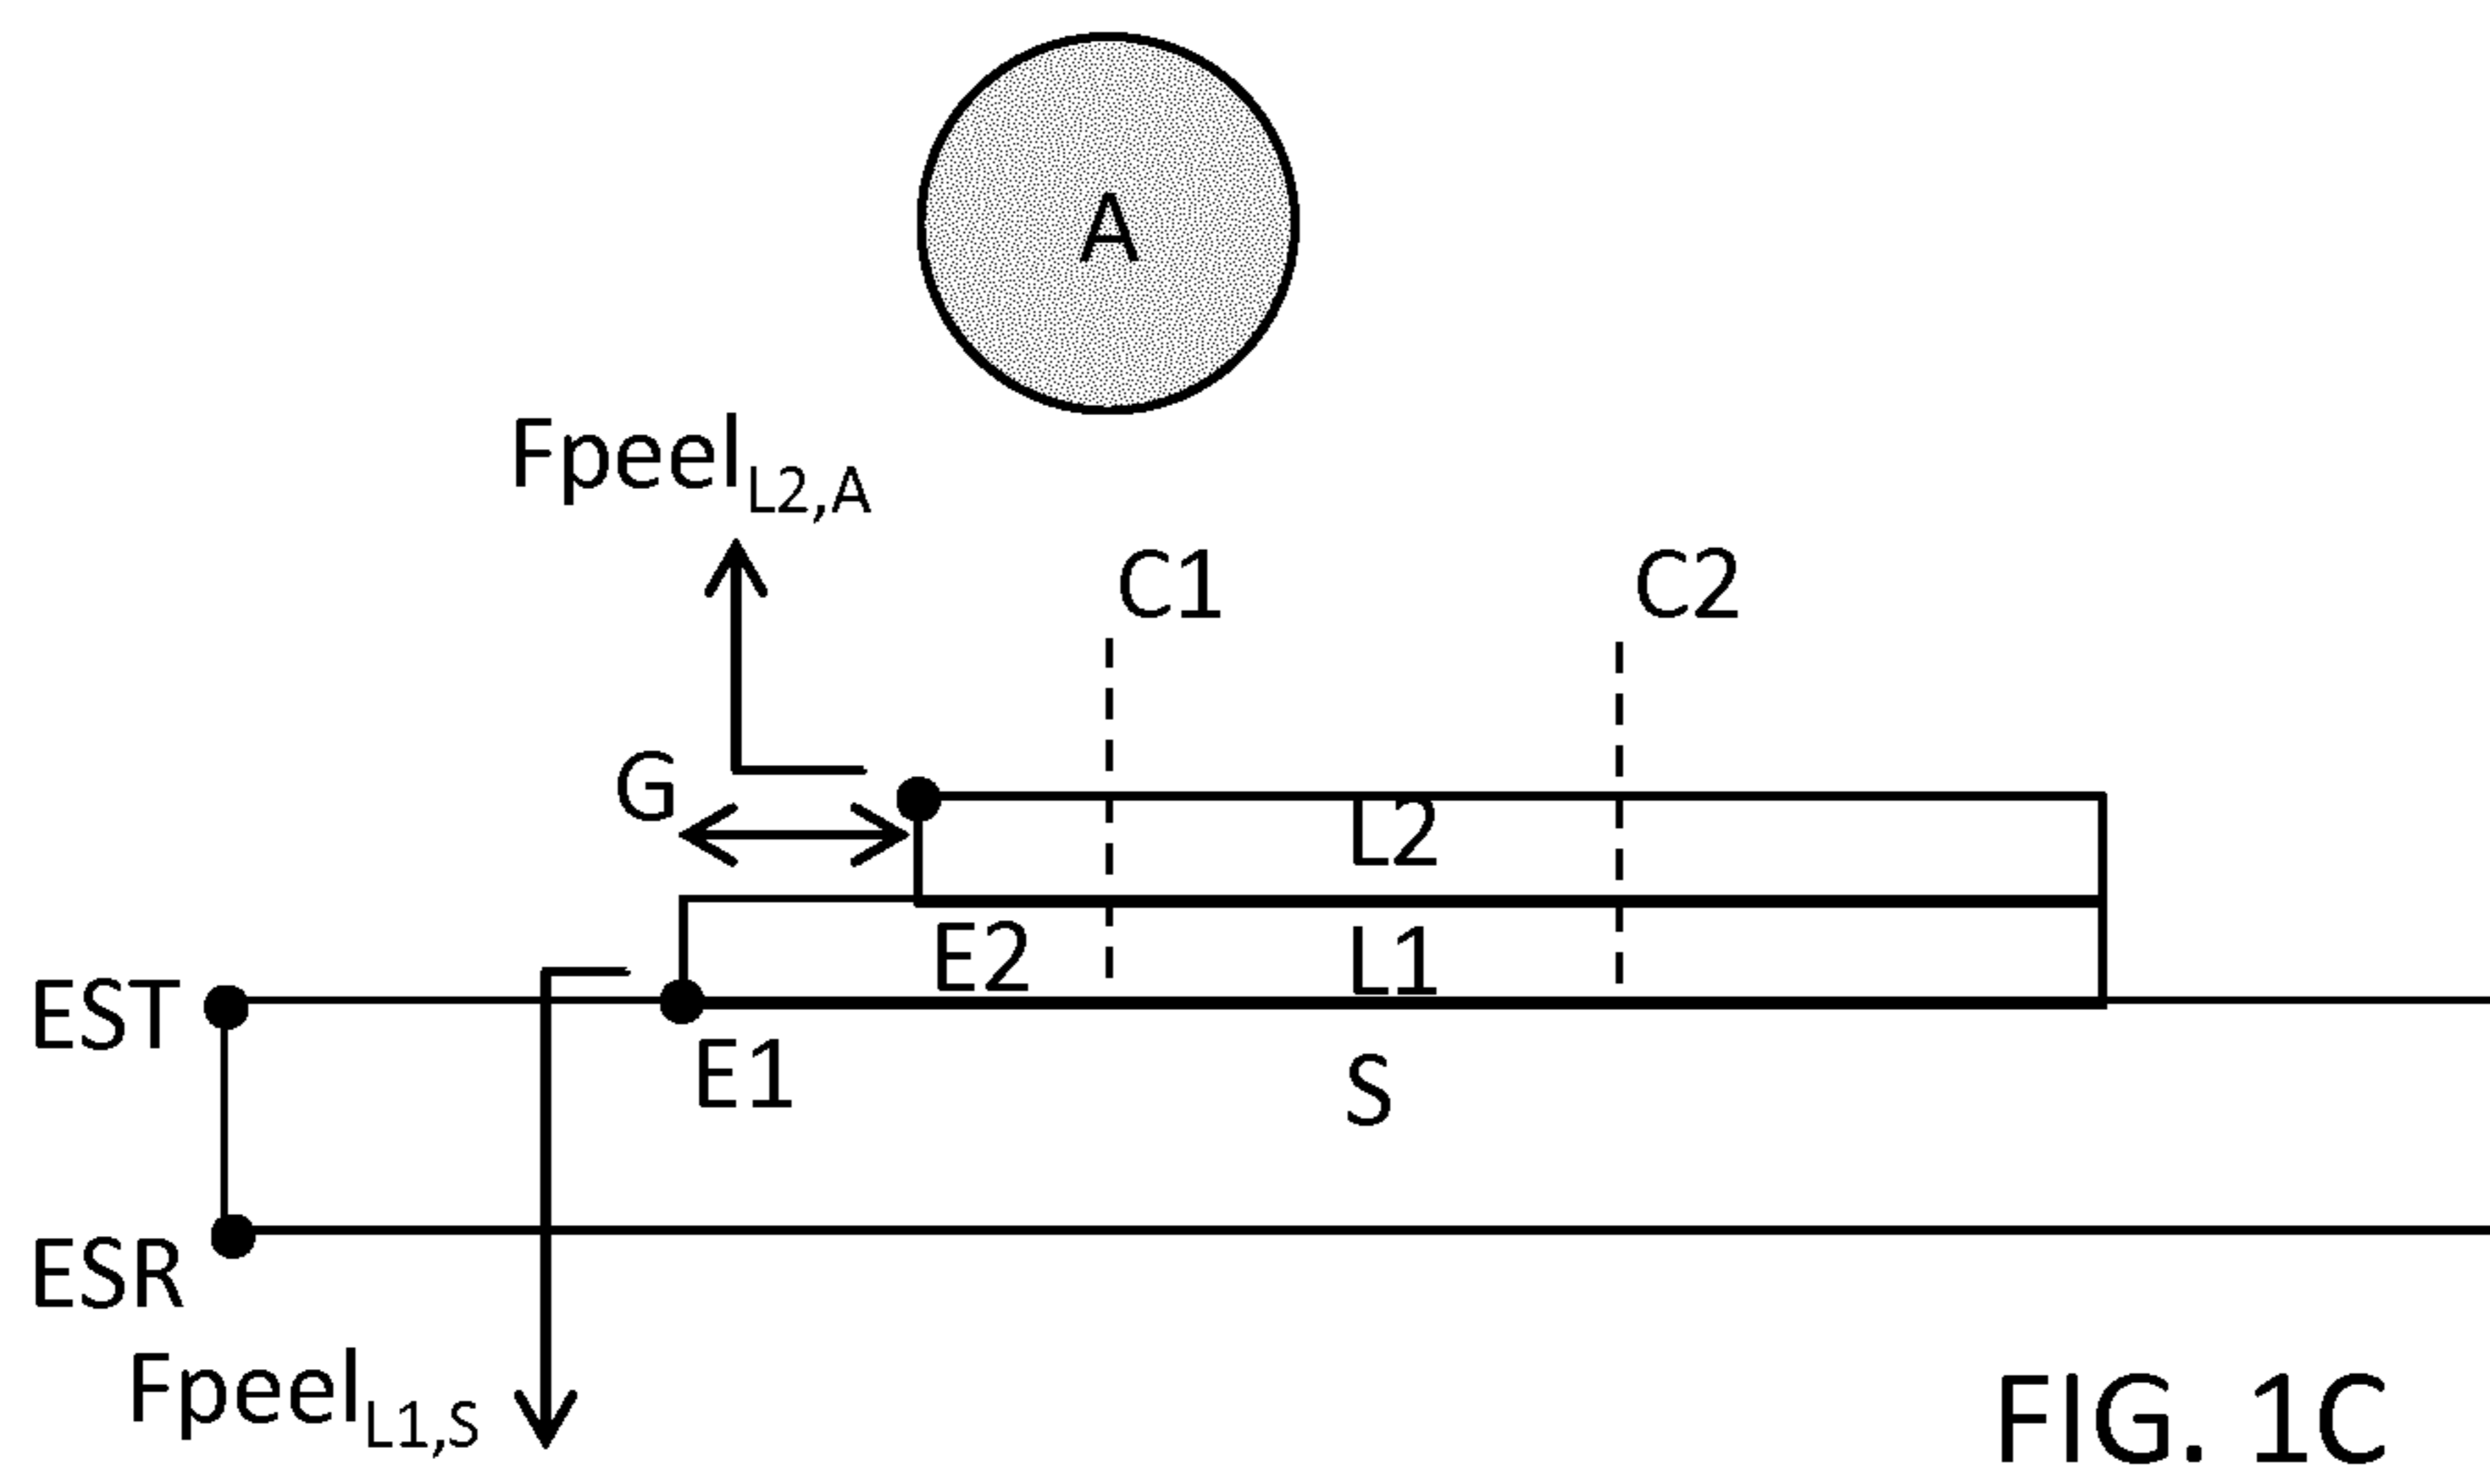 A
Fpeel L2,A
C1 C2
G
L2
E2 L1
EST
E1
S
ESR
Fpeel L1,S
FIG. 1C